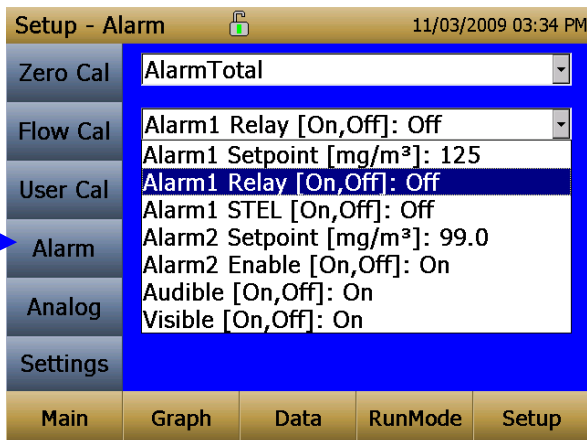 Setup - Alarm 11/03/2009 03:34 PM
Zero Cal
Flow Cal
User Cal
Alarm
Analog
Settings
AlarmTotal
Alarm1 Relay [On,Off]: Off
Alarm1 Setpoint [mg/m³]: 125
Alarm1 Relay [On,Off]: Off
Alarm1 STEL [On,Off]: Off
Alarm2 Setpoint [mg/m³]: 99.0
Alarm2 Enable [On,Off]: On
Audible [On,Off]: On
Visible [On,Off]: On
Main Graph Data RunMode Setup